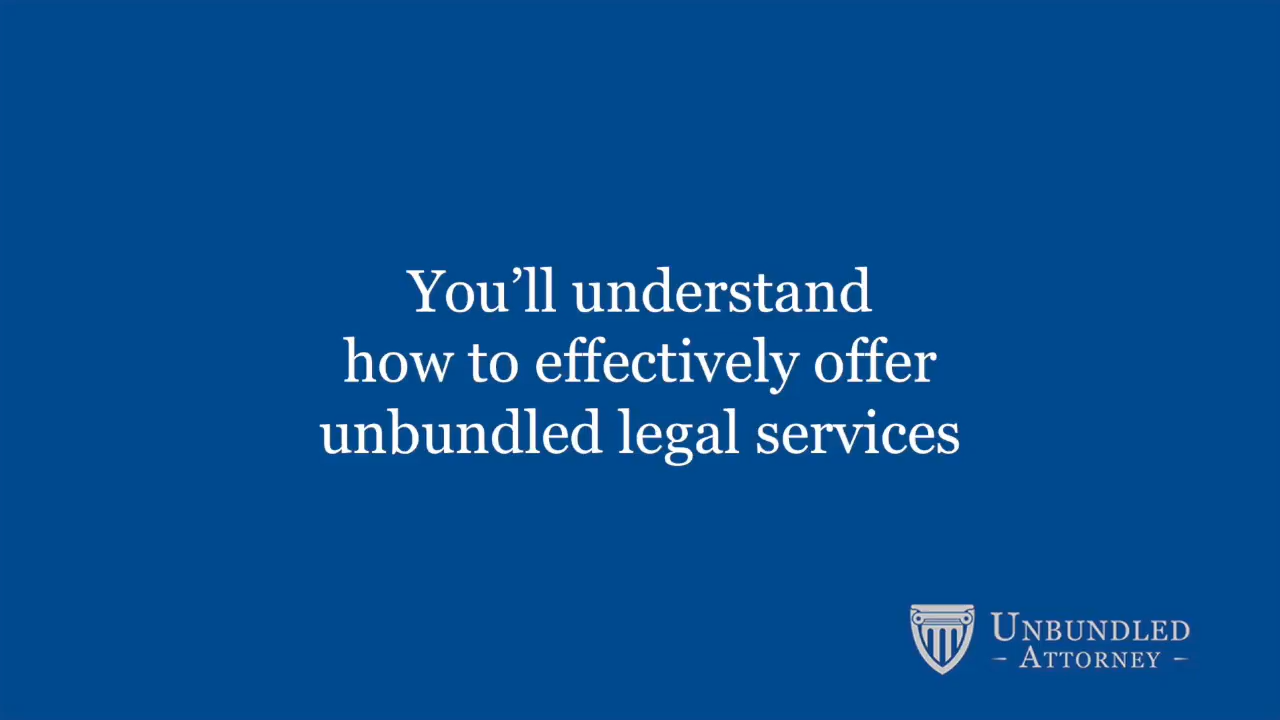 You’ll understand
how to effectively offer
unbundled legal services
UNBUNDLED
- ATTORNEY -